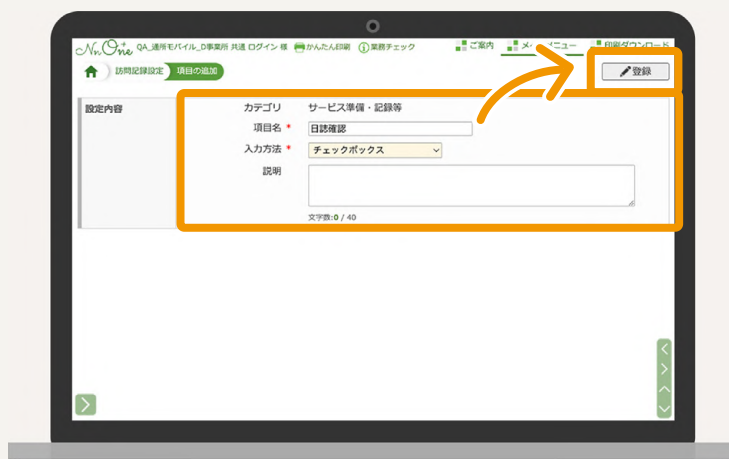 Nr.One QA_通所モバイル_D事業所 共通 ログイン 様 かんたん印刷 業務チェック ご案内 ニュー 印刷ダウンロード
訪問記録設定 項目の追加 登録
設定内容 カテゴリ サービス準備・記録等
項目名 * 日誌確認
入力方法 * チェックボックス
説明
文字数:0 / 40